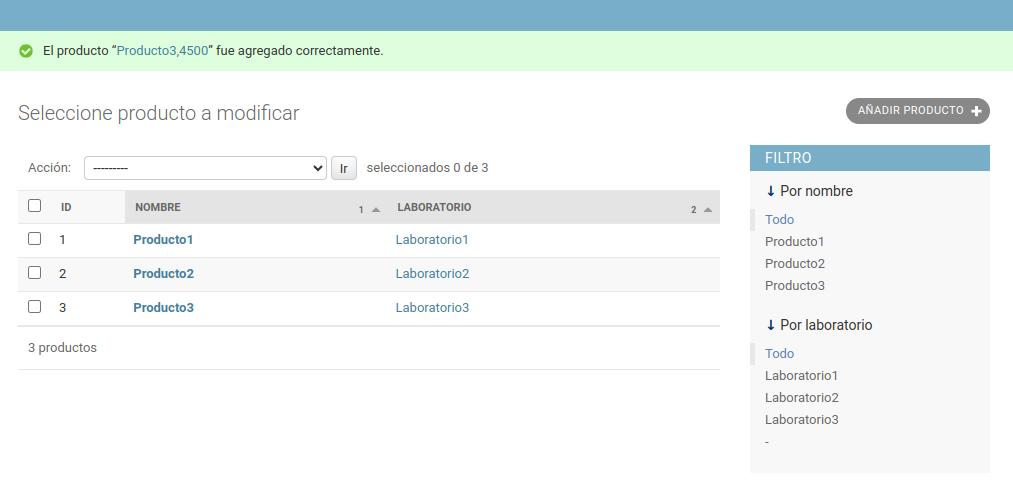 El producto “Producto3,4500” fue agregado correctamente.
Seleccione producto a modificar
AÑADIR PRODUCTO
Acción: --------- Ir seleccionados 0 de 3
ID NOMBRE 1 LABORATORIO 2
1 Producto1 Laboratorio1
2 Producto2 Laboratorio2
3 Producto3 Laboratorio3
3 productos
FILTRO
↓ Por nombre
Todo
Producto1
Producto2
Producto3
↓ Por laboratorio
Todo
Laboratorio1
Laboratorio2
Laboratorio3
-